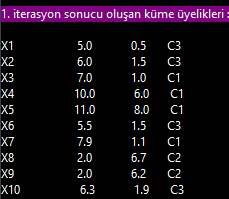 1. iterasyon sonucu oluşan küme üyelikleri :
X1 5.0 0.5 C3
X2 6.0 1.5 C3
X3 7.0 1.0 C1
X4 10.0 6.0 C1
X5 11.0 8.0 C1
X6 5.5 1.5 C3
X7 7.9 1.1 C1
X8 2.0 6.7 C2
X9 2.0 6.2 C2
X10 6.3 1.9 C3